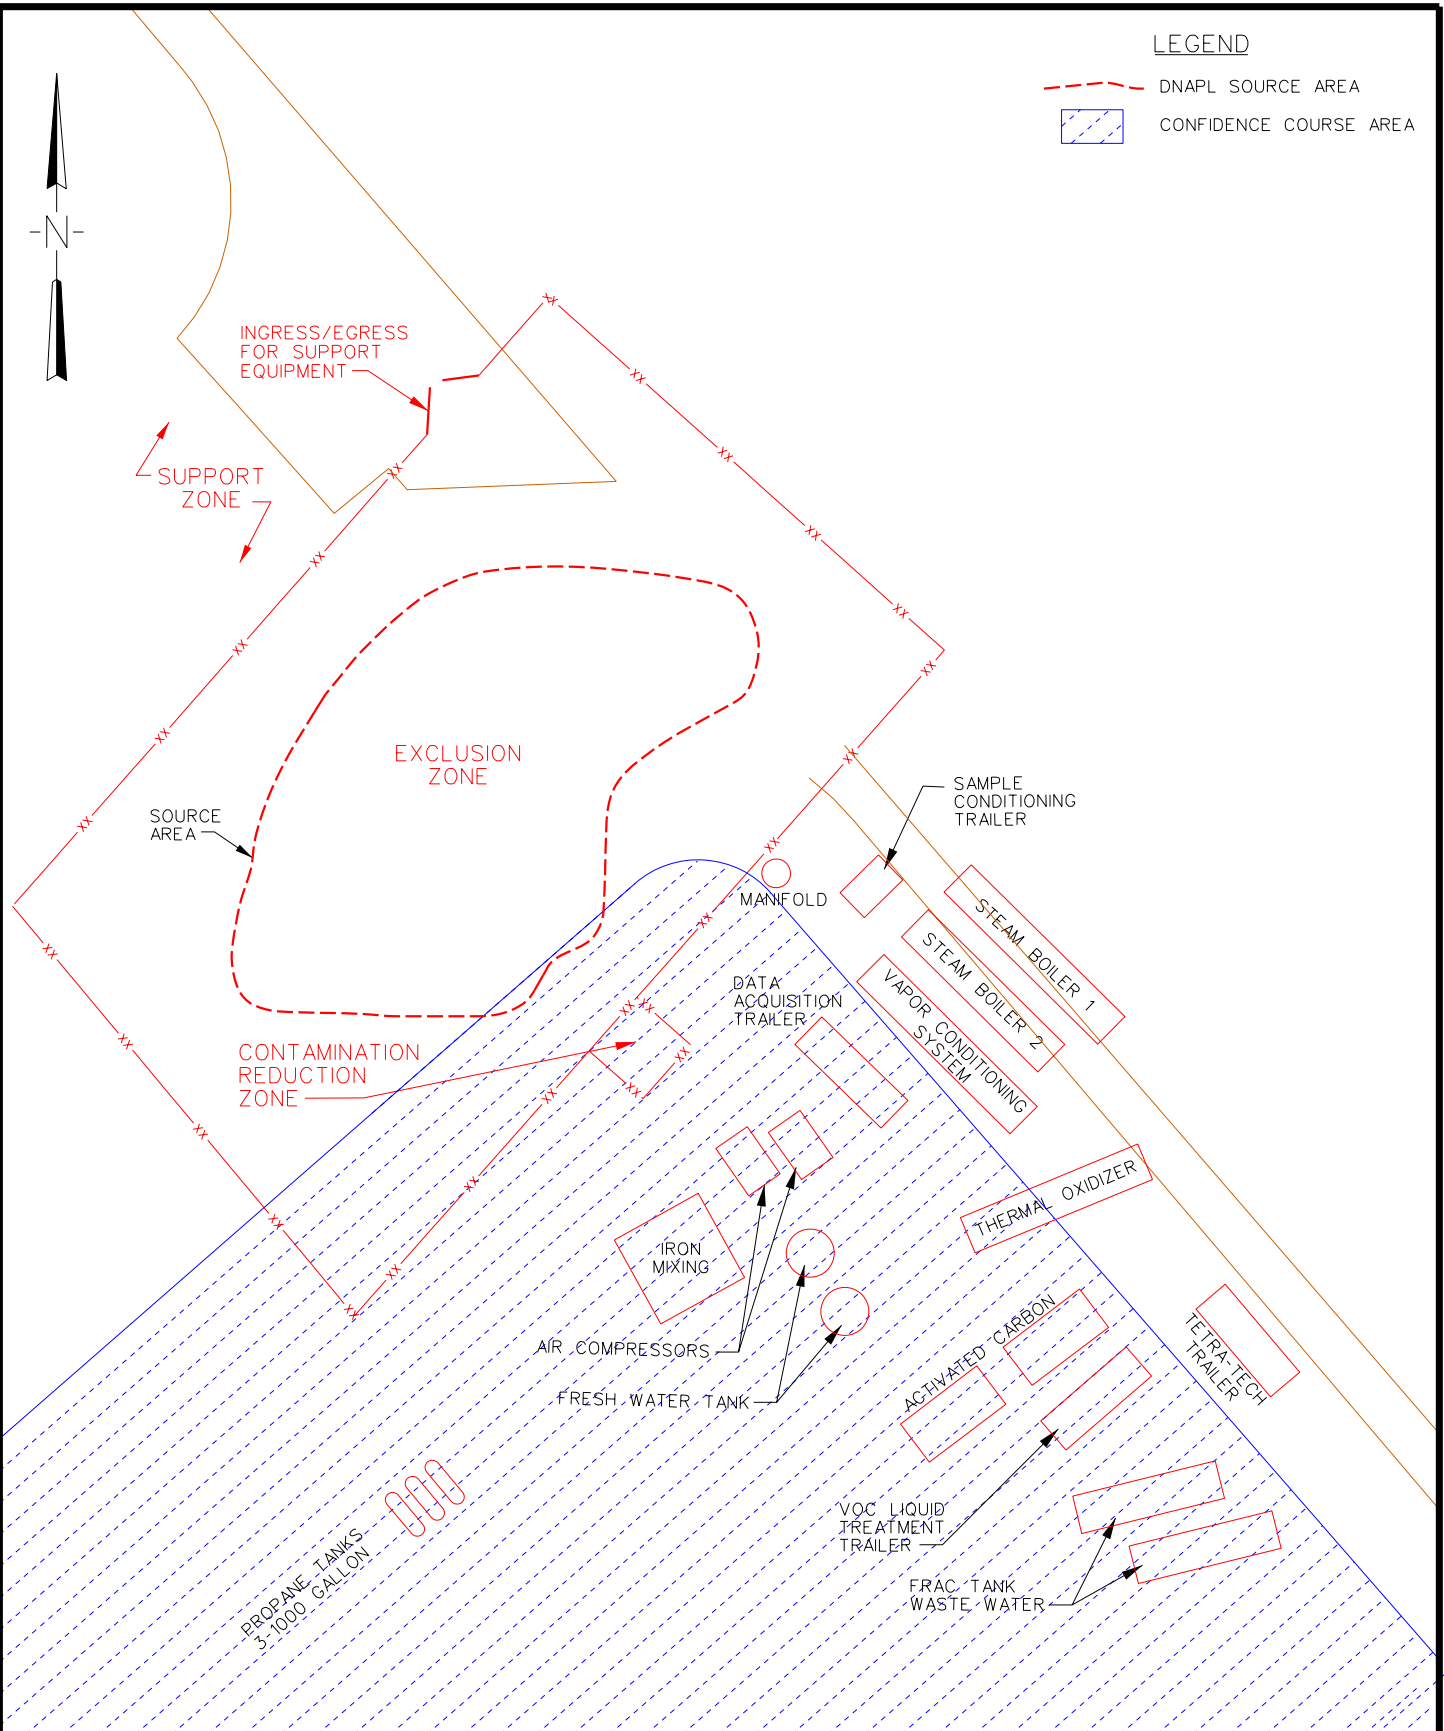 LEGEND
DNAPL SOURCE AREA
CONFIDENCE COURSE AREA
-N-
INGRESS/EGRESS
FOR SUPPORT
EQUIPMENT
SUPPORT
ZONE
EXCLUSION
ZONE
SOURCE
AREA
SAMPLE
CONDITIONING
TRAILER
MANIFOLD
STEAM BOILER 1
STEAM BOILER 2
VAPOR CONDITIONING
SYSTEM
DATA
ACQUISITION
TRAILER
CONTAMINATION
REDUCTION
ZONE
THERMAL OXIDIZER
IRON
MIXING
AIR COMPRESSORS
FRESH WATER TANK
ACTIVATED CARBON
TETRA-TECH
TRAILER
VOC LIQUID
TREATMENT
TRAILER
FRAC TANK
WASTE WATER
PROPANE TANKS
3-1000 GALLON